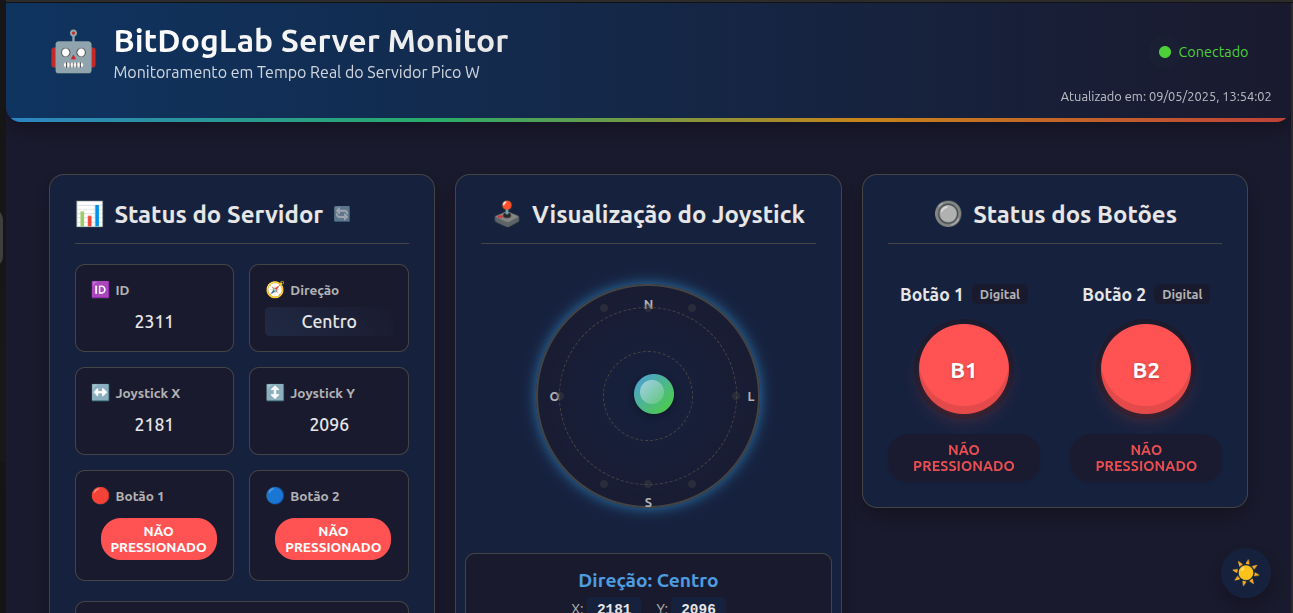 BitDogLab Server Monitor
Monitoramento em Tempo Real do Servidor Pico W
Conectado
Atualizado em: 09/05/2025, 13:54:02
Status do Servidor
ID ID
2311
Direção
Centro
Joystick X
2181
Joystick Y
2096
Botão 1
NÃO
PRESSIONADO
Botão 2
NÃO
PRESSIONADO
Visualização do Joystick
N
O
L
S
Direção: Centro
X: 2181 Y: 2096
Status dos Botões
Botão 1 Digital
B1
NÃO
PRESSIONADO
Botão 2 Digital
B2
NÃO
PRESSIONADO